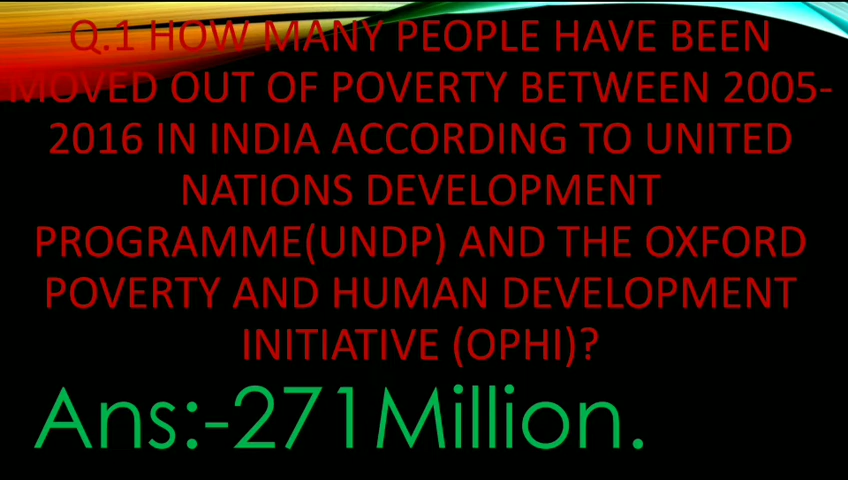 Q.1 HOW MANY PEOPLE HAVE BEEN
MOVED OUT OF POVERTY BETWEEN 2005-
2016 IN INDIA ACCORDING TO UNITED
NATIONS DEVELOPMENT
PROGRAMME(UNDP) AND THE OXFORD
POVERTY AND HUMAN DEVELOPMENT
INITIATIVE (OPHI)?
Ans:-271Million.